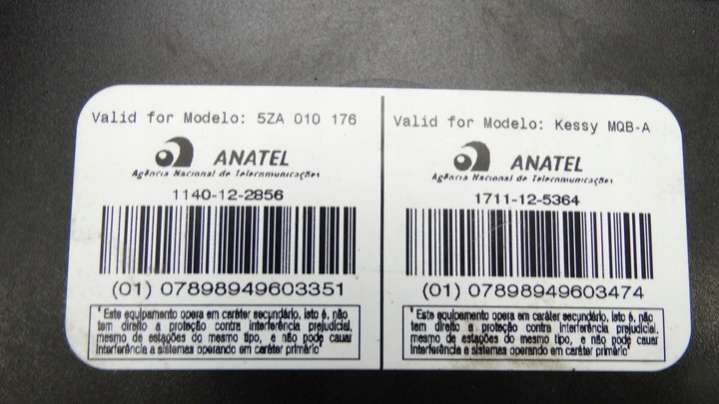 Valid for Modelo: 5ZA 010 176
ANATEL
Agência Nacional de Telecomunicações
1140-12-2856
(01) 07898949603351
"Este equipamento opera em caráter secundário, isto é, não
tem direito a proteção contra interferência prejudicial,
mesmo de estações do mesmo tipo, e não pode cauar
interferência a sistemas operando em caráter primário"
Valid for Modelo: Kessy MQB-A
ANATEL
Agência Nacional de Telecomunicações
1711-12-5364
(01) 07898949603474
"Este equipamento opera em caráter secundário, isto é, não
tem direito a proteção contra interferência prejudicial,
mesmo de estações do mesmo tipo, e não pode cauar
interferência a sistemas operando em caráter primário"